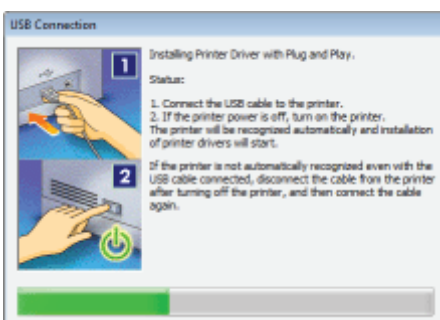 USB Connection
1
Installing Printer Driver with Plug and Play.
Status:
1. Connect the USB cable to the printer.
2. If the printer power is off, turn on the printer.
The printer will be recognized automatically and installation
of printer drivers will start.
2
If the printer is not automatically recognized even with the
USB cable connected, disconnect the cable from the printer
after turning off the printer, and then connect the cable
again.